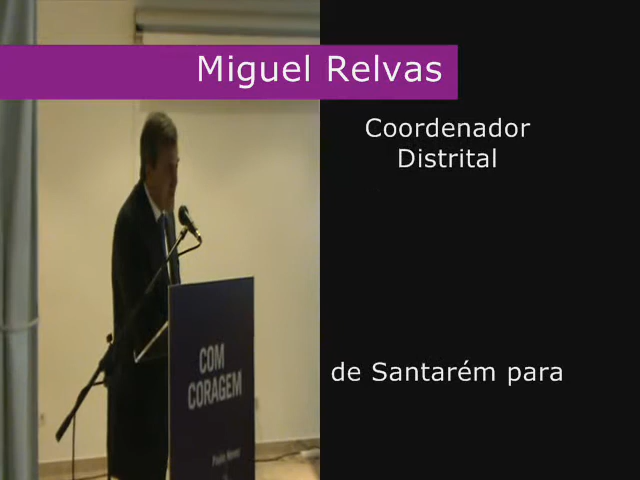 Miguel Relvas
Coordenador
Distrital
de Santarém para
COM
CORAGEM